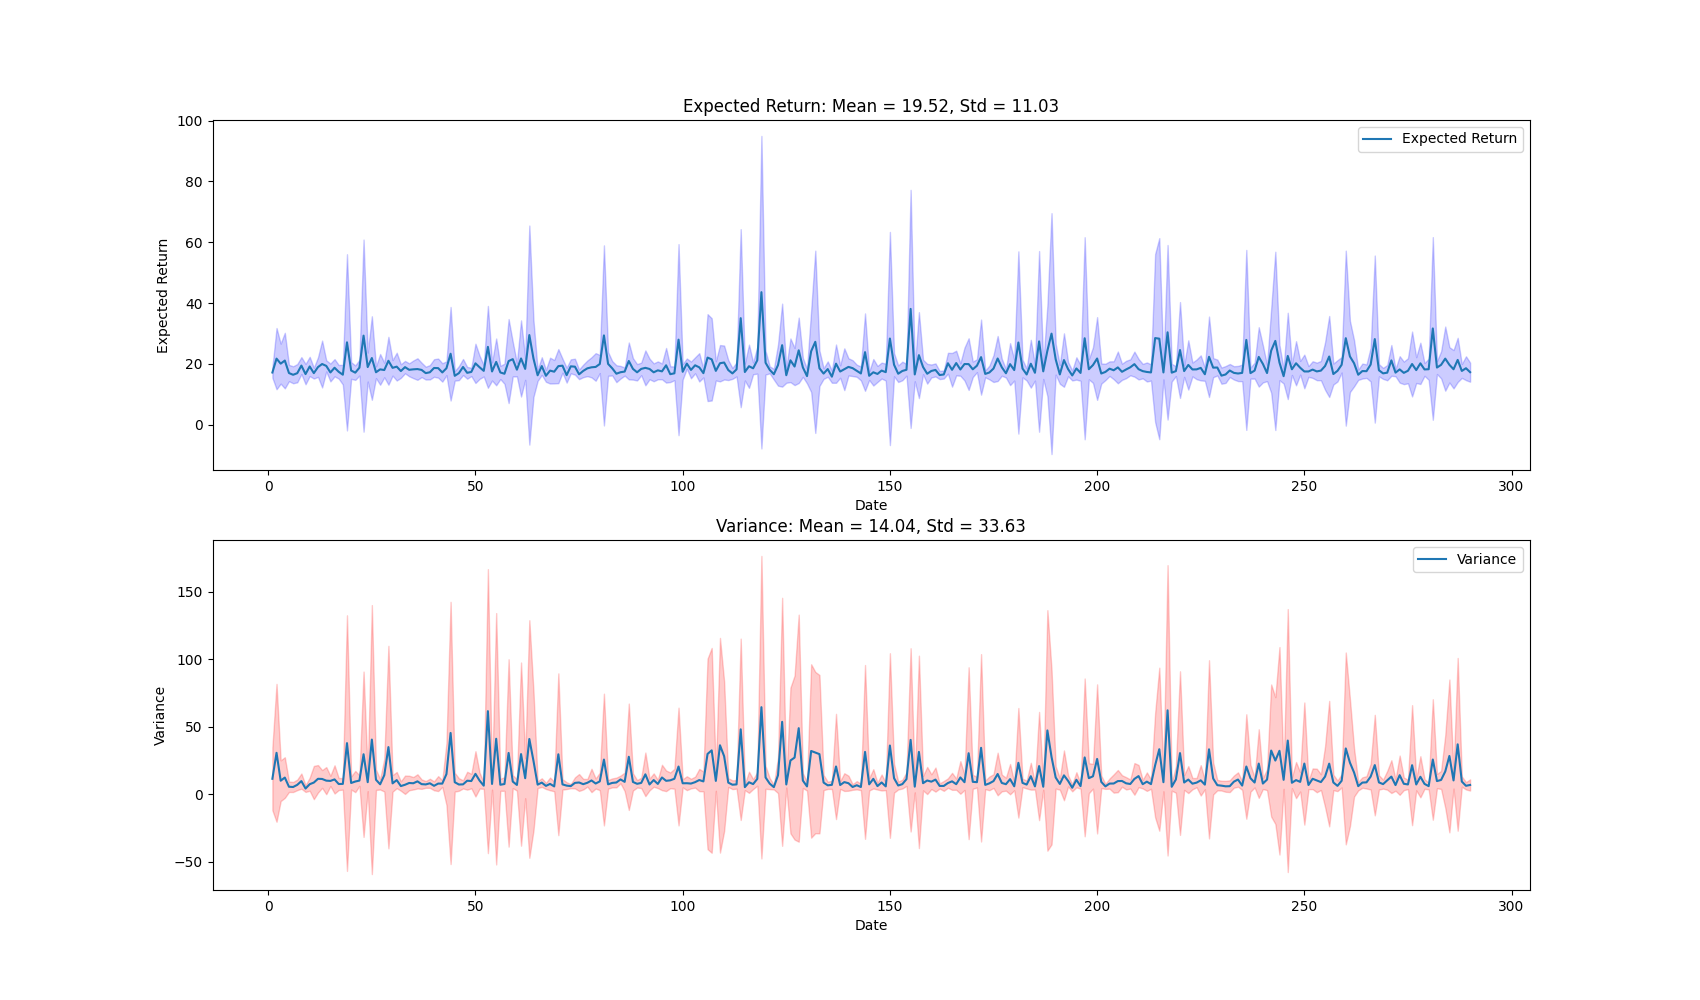 Expected Return: Mean = 19.52, Std = 11.03
100
80
60
40
20
0
Expected Return
Expected Return
0 50 100 150 200 250 300
Date
Variance: Mean = 14.04, Std = 33.63
150
100
50
0
−50
Variance
Variance
0 50 100 150 200 250 300
Date